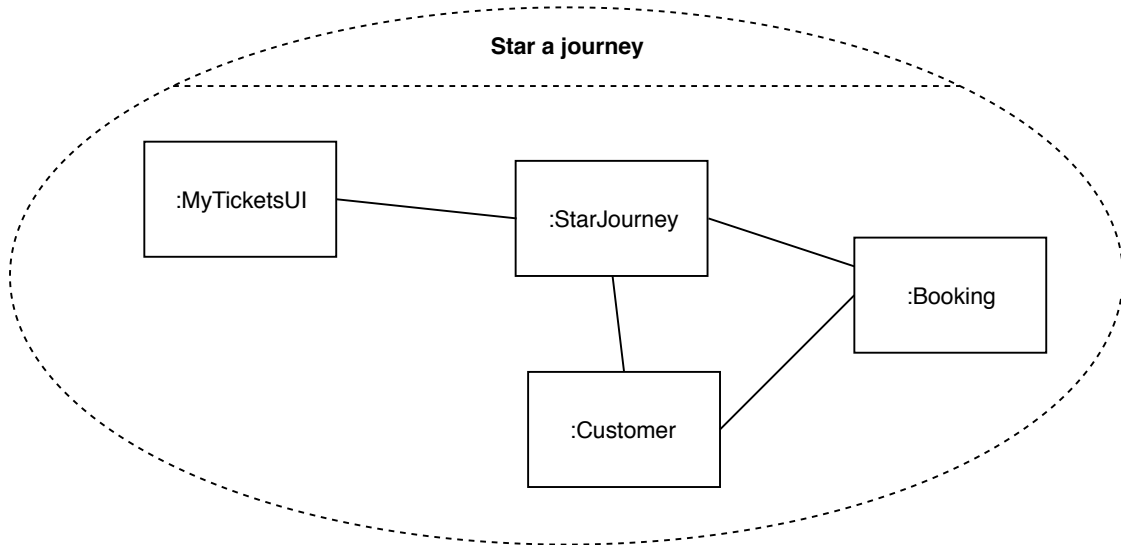 Star a journey
:MyTicketsUI
:StarJourney
:Booking
:Customer